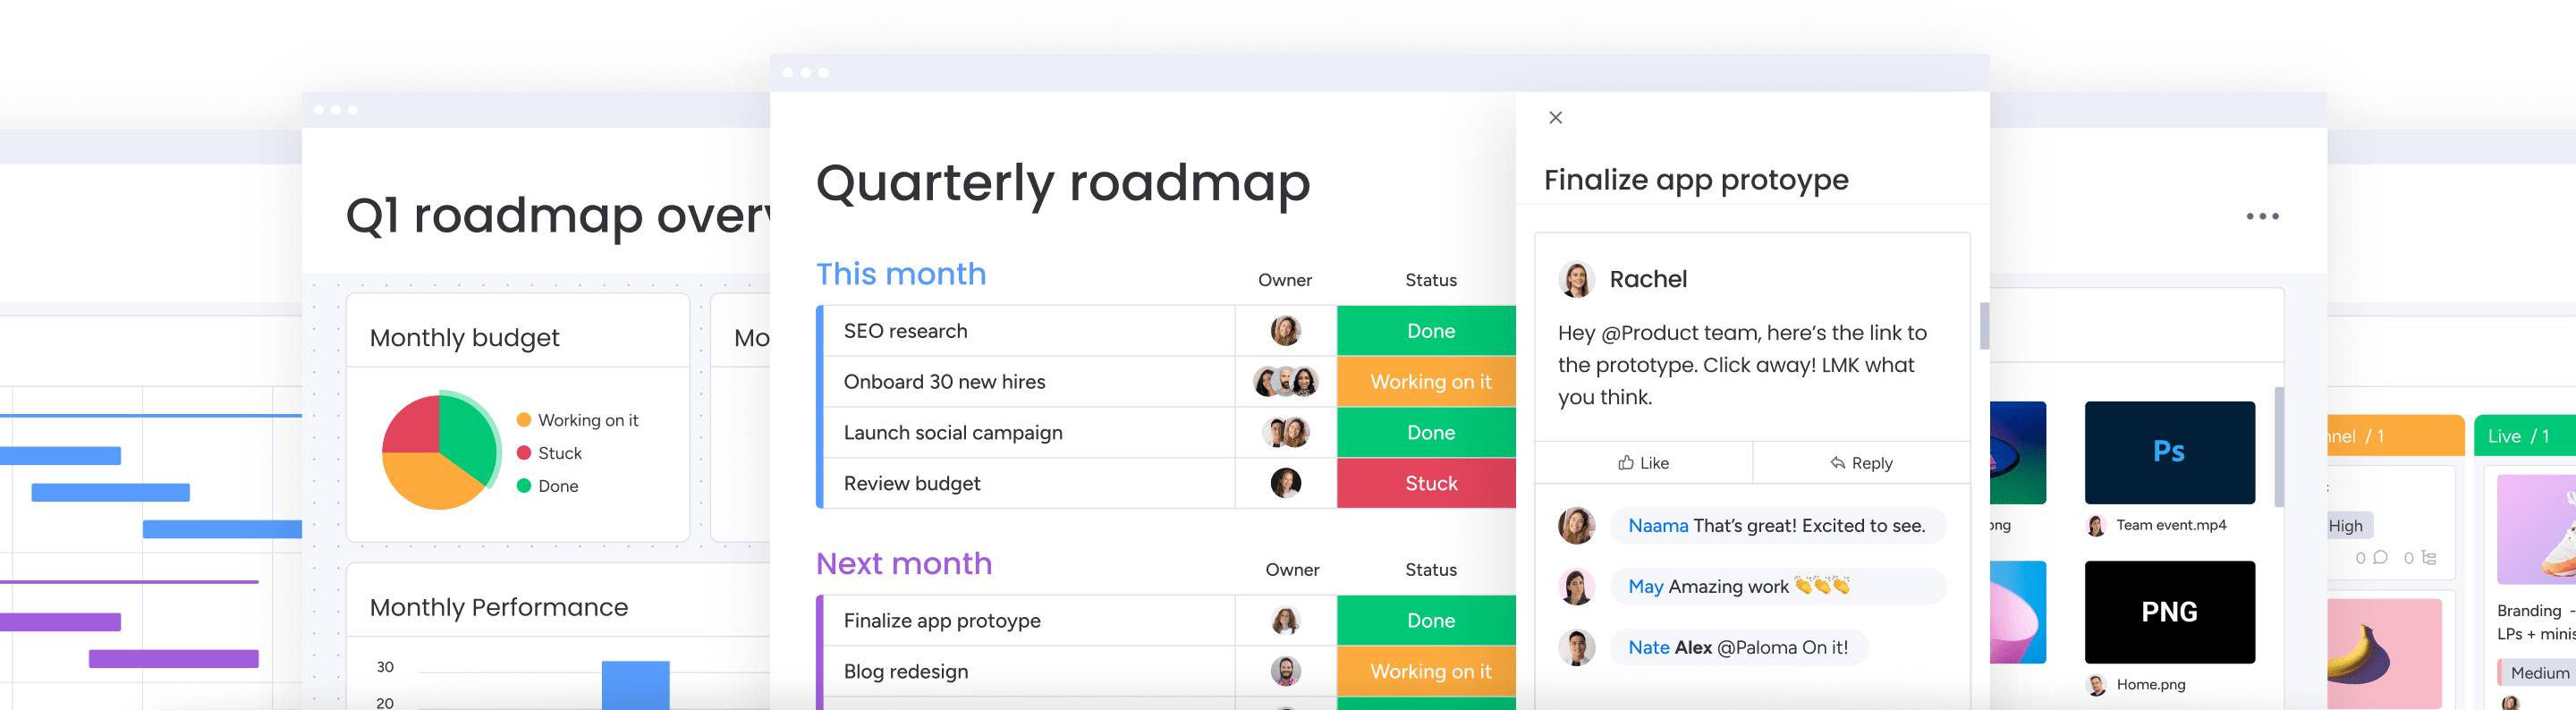 Q1 roadmap over
Monthly budget
Working on it
Stuck
Done
Mo
Monthly Performance
30
20
Quarterly roadmap
This month
Owner
Status
SEO research
Done
Onboard 30 new hires
Working on it
Launch social campaign
Done
Review budget
Stuck
Next month
Owner
Status
Finalize app protoype
Done
Blog redesign
Working on it
Finalize app protoype
Rachel
Hey @Product team, here’s the link to
the prototype. Click away! LMK what
you think.
Like
Reply
Naama That’s great! Excited to see.
May Amazing work 👏👏👏
Nate Alex @Paloma On it!
Ps
png
Team event.mp4
PNG
Home.png
nnel / 1
High
0
0
Live / 1
Branding -
LPs + minis
Medium